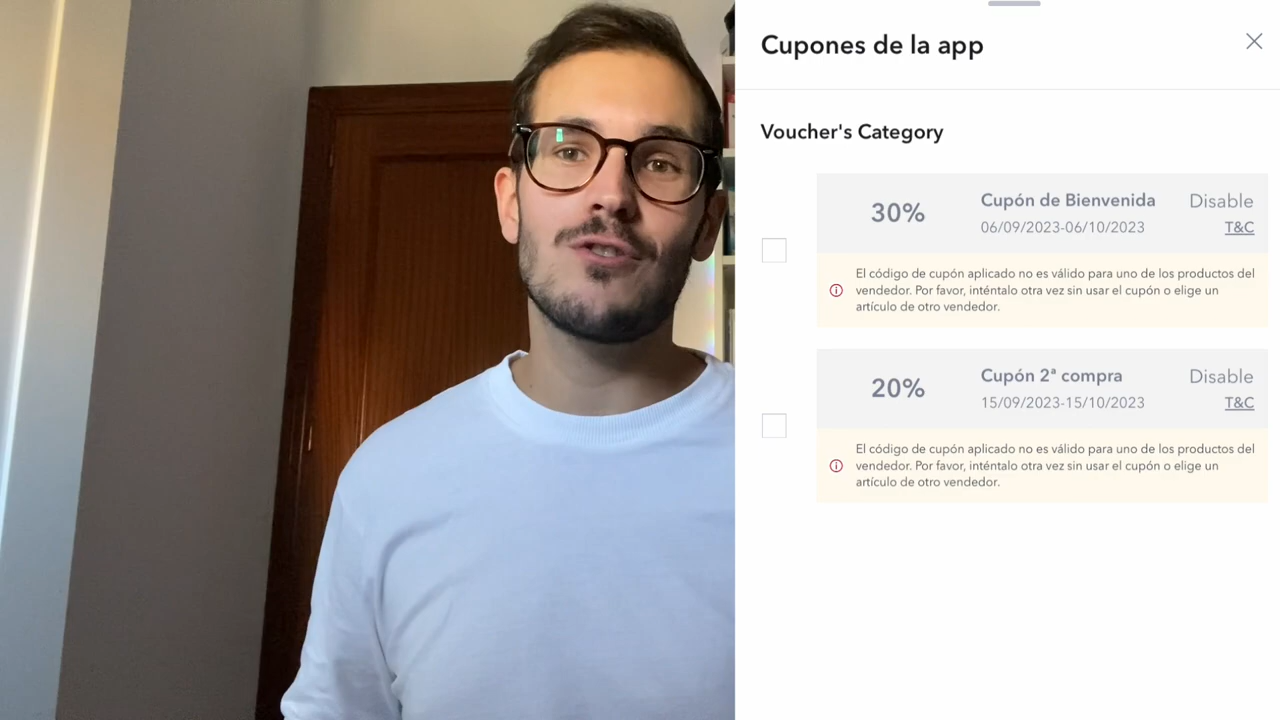 Cupones de la app
Voucher's Category
30%
Cupón de Bienvenida
Disable
06/09/2023-06/10/2023
T&C
El código de cupón aplicado no es válido para uno de los productos del
vendedor. Por favor, inténtalo otra vez sin usar el cupón o elige un
artículo de otro vendedor.
20%
Cupón 2ª compra
Disable
15/09/2023-15/10/2023
T&C
El código de cupón aplicado no es válido para uno de los productos del
vendedor. Por favor, inténtalo otra vez sin usar el cupón o elige un
artículo de otro vendedor.